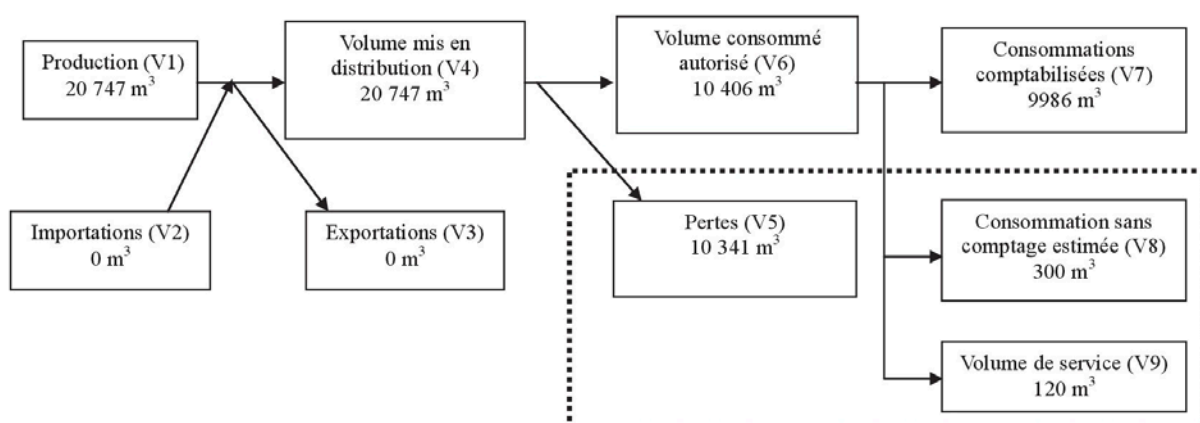 Production (V1)
20 747 m³
Volume mis en
distribution (V4)
20 747 m³
Volume consommé
autorisé (V6)
10 406 m³
Consommations
comptabilisées (V7)
9986 m³
Importations (V2)
0 m³
Exportations (V3)
0 m³
Pertes (V5)
10 341 m³
Consommation sans
comptage estimée (V8)
300 m³
Volume de service (V9)
120 m³